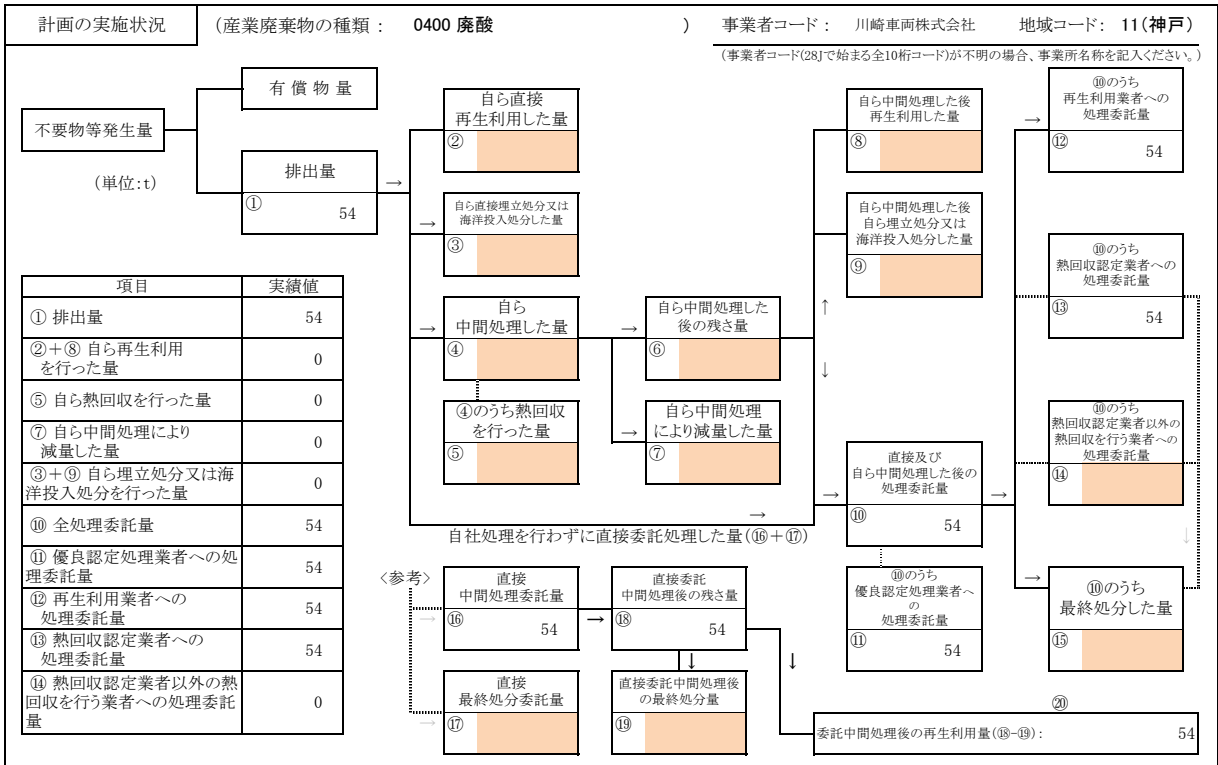 計画の実施状況
(産業廃棄物の種類： 0400 廃酸 )
事業者コード： 川崎車両株式会社 地域コード： 11(神戸)
(事業者コード(28Jで始まる全10桁コード)が不明の場合、事業所名称を記入ください。)
不要物等発生量
(単位:t)
有償物量
排出量
① 54
→
自ら直接
再生利用した量
②
→
自ら直接埋立処分又は
海洋投入処分した量
③
→
自ら
中間処理した量
④
④のうち熱回収
を行った量
⑤
→
自ら中間処理した
後の残さ量
⑥
→
自ら中間処理
により減量した量
⑦
自ら中間処理した後
再生利用した量
⑧
自ら中間処理した後
自ら埋立処分又は
海洋投入処分した量
⑨
↑
↓
→
直接及び
自ら中間処理した後の
処理委託量
⑩ 54
→
⑩のうち
優良認定処理業者へ
の
処理委託量
⑪ 54
→
⑩のうち
再生利用業者への
処理委託量
⑫ 54
⑩のうち
熱回収認定業者への
処理委託量
⑬ 54
⑩のうち
熱回収認定業者以外の
熱回収を行う業者への
処理委託量
⑭
↓
→
⑩のうち
最終処分した量
⑮
→
自社処理を行わずに直接委託処理した量(⑯+⑰)
〈参考〉
→
直接
中間処理委託量
⑯ 54
→
直接委託
中間処理後の残さ量
⑱ 54
↓
↓
→
直接
最終処分委託量
⑰
直接委託中間処理後
の最終処分量
⑲
⑳
委託中間処理後の再生利用量(⑱-⑲)： 54
項目 実績値
① 排出量 54
②+⑧ 自ら再生利用
を行った量 0
⑤ 自ら熱回収を行った量 0
⑦ 自ら中間処理により
減量した量 0
③+⑨ 自ら埋立処分又は海
洋投入処分を行った量 0
⑩ 全処理委託量 54
⑪ 優良認定処理業者への処
理委託量 54
⑫ 再生利用業者への
処理委託量 54
⑬ 熱回収認定業者への
処理委託量 54
⑭ 熱回収認定業者以外の熱
回収を行う業者への処理委託
量 0